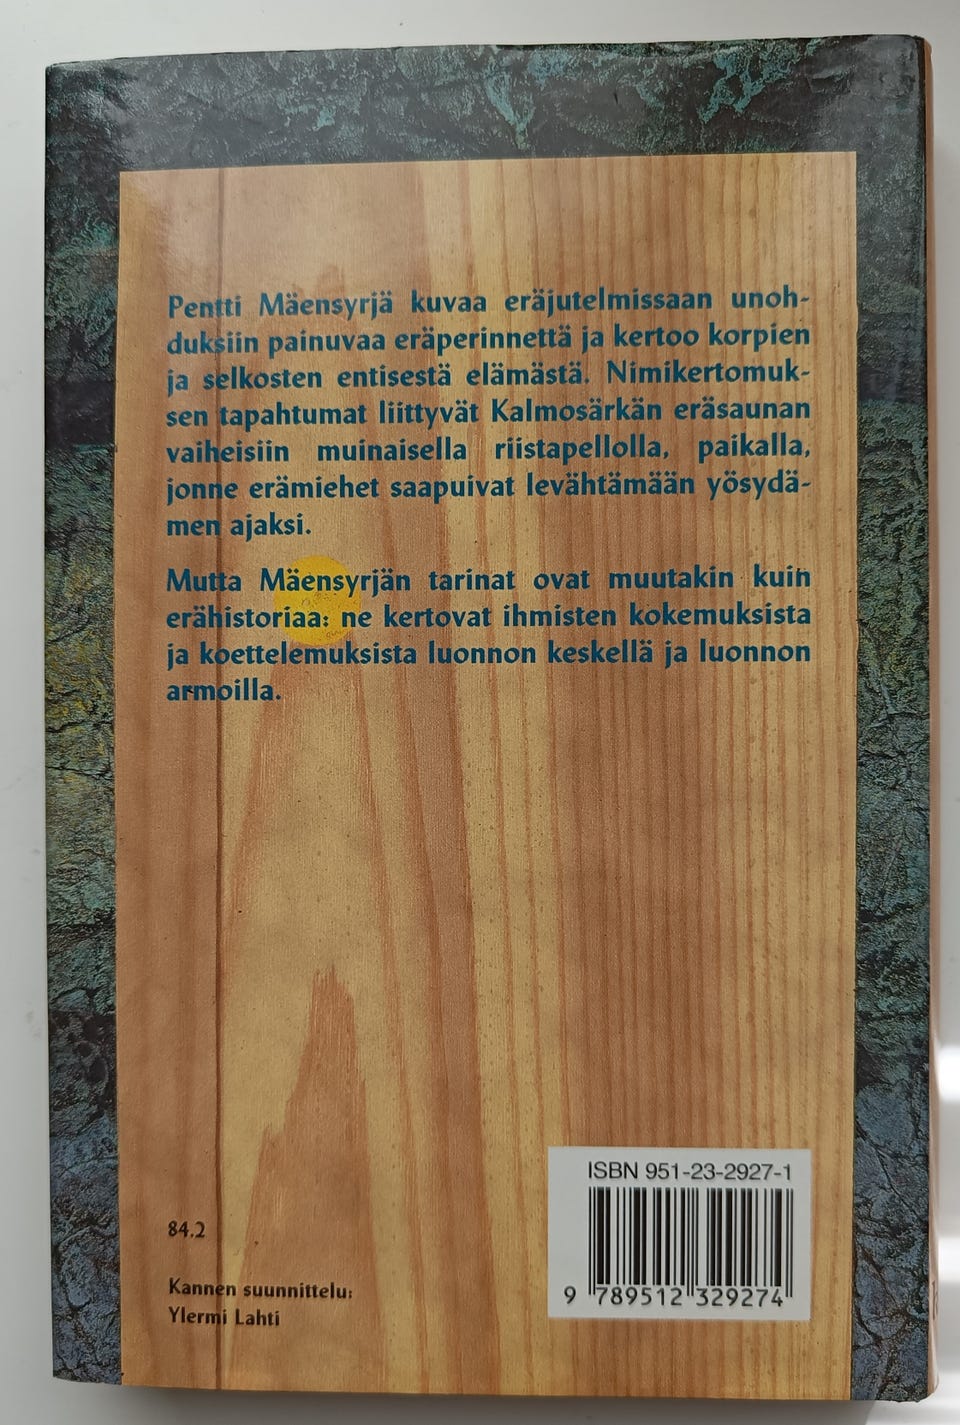 Pentti Mäensyrjä kuvaa eräjutelmissaan unoh-
duksiin painuvaa eräperinnettä ja kertoo korpien
ja selkosten entisestä elämästä. Nimikertomuk-
sen tapahtumat liittyvät Kalmosärkän eräsaunan
vaiheisiin muinaisella riistapellolla, paikalla,
jonne erämiehet saapuivat levähtämään yösydä-
men ajaksi.
Mutta Mäensyrjän tarinat ovat muutakin kuin
erähistoriaa: ne kertovat ihmisten kokemuksista
ja koettelemuksista luonnon keskellä ja luonnon
armoilla.
84.2
Kannen suunnittelu:
Ylermi Lahti
ISBN 951-23-2927-1
9 789512 329274